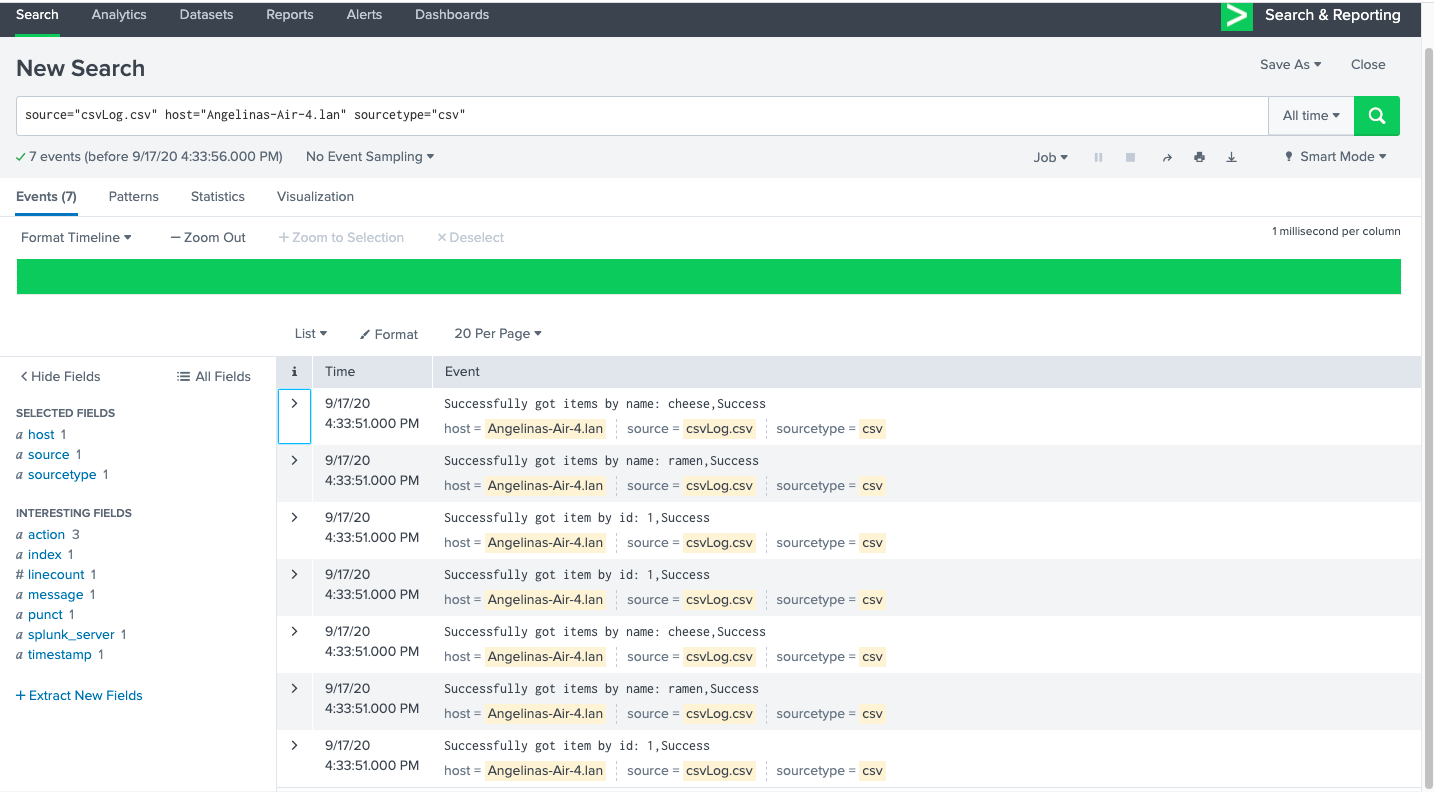 Search Analytics Datasets Reports Alerts Dashboards Search & Reporting
New Search Save As Close
source="csvLog.csv" host="Angelinas-Air-4.lan" sourcetype="csv" All time
7 events (before 9/17/20 4:33:56.000 PM) No Event Sampling Job Smart Mode
Events (7) Patterns Statistics Visualization
Format Timeline — Zoom Out + Zoom to Selection × Deselect 1 millisecond per column
List Format 20 Per Page
< Hide Fields All Fields
SELECTED FIELDS
a host 1
a source 1
a sourcetype 1
INTERESTING FIELDS
a action 3
a index 1
# linecount 1
a message 1
a punct 1
a splunk_server 1
a timestamp 1
+ Extract New Fields
i Time Event
> 9/17/20 Successfully got items by name: cheese,Success
4:33:51.000 PM host = Angelinas-Air-4.lan source = csvLog.csv sourcetype = csv
> 9/17/20 Successfully got items by name: ramen,Success
4:33:51.000 PM host = Angelinas-Air-4.lan source = csvLog.csv sourcetype = csv
> 9/17/20 Successfully got item by id: 1,Success
4:33:51.000 PM host = Angelinas-Air-4.lan source = csvLog.csv sourcetype = csv
> 9/17/20 Successfully got item by id: 1,Success
4:33:51.000 PM host = Angelinas-Air-4.lan source = csvLog.csv sourcetype = csv
> 9/17/20 Successfully got items by name: cheese,Success
4:33:51.000 PM host = Angelinas-Air-4.lan source = csvLog.csv sourcetype = csv
> 9/17/20 Successfully got items by name: ramen,Success
4:33:51.000 PM host = Angelinas-Air-4.lan source = csvLog.csv sourcetype = csv
> 9/17/20 Successfully got item by id: 1,Success
4:33:51.000 PM host = Angelinas-Air-4.lan source = csvLog.csv sourcetype = csv